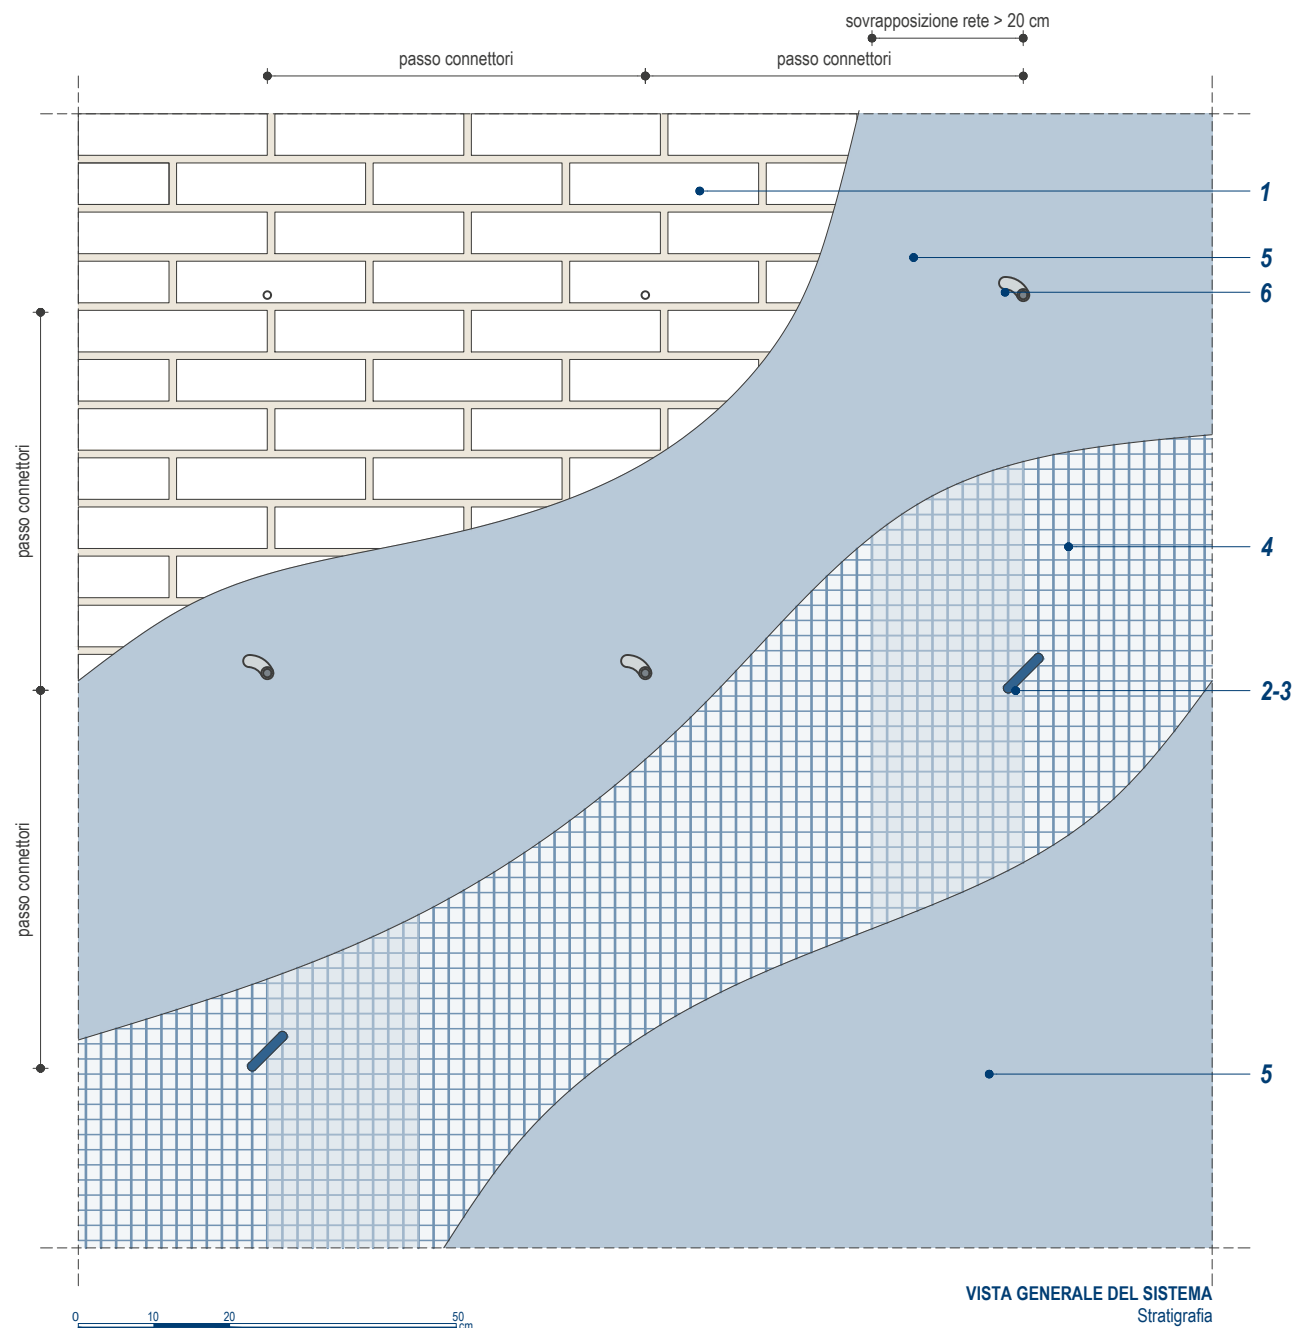 sovrapposizione rete > 20 cm
passo connettori
passo connettori
1
5
6
passo connettori
4
2-3
passo connettori
5
VISTA GENERALE DEL SISTEMA
Stratigrafia
0 10 20 50
cm